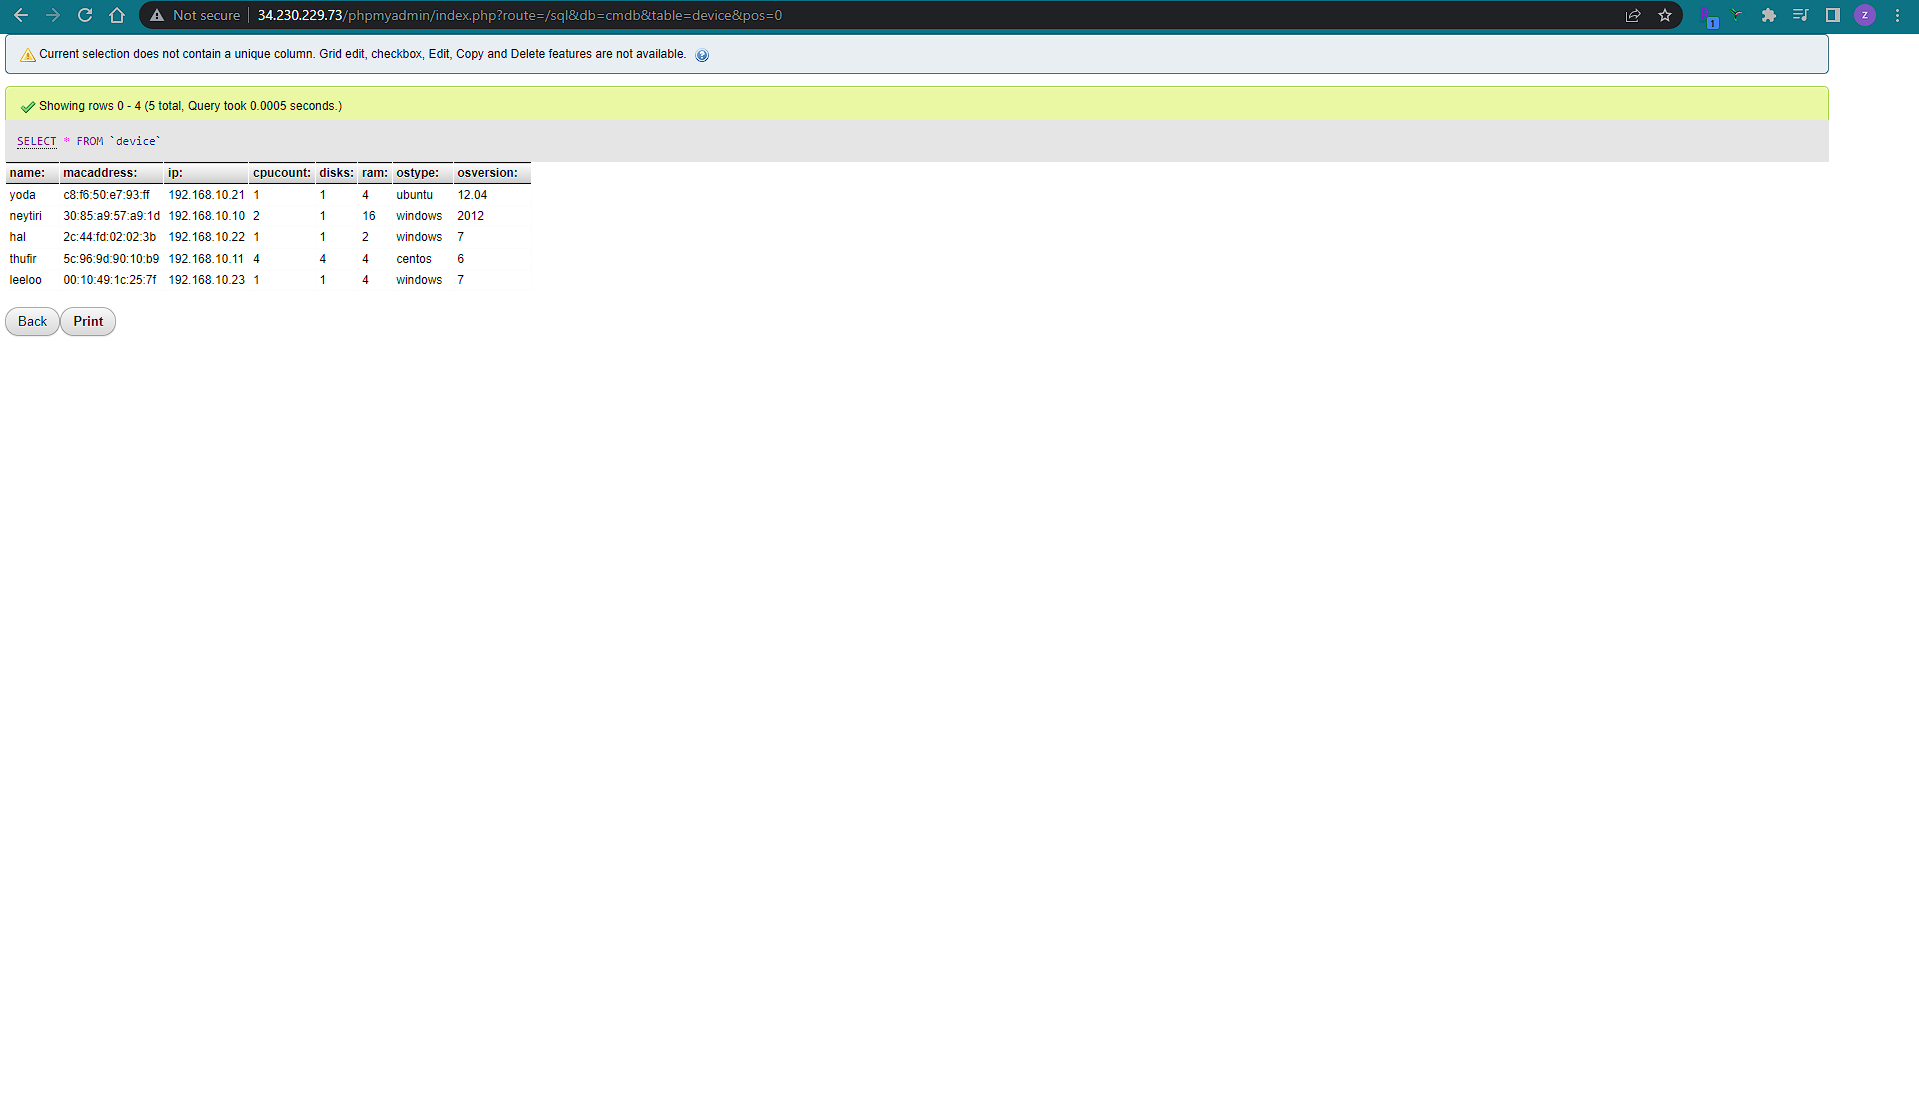 Not secure 34.230.229.73/phpmyadmin/index.php?route=/sql&db=cmdb&table=device&pos=0
1
z
Current selection does not contain a unique column. Grid edit, checkbox, Edit, Copy and Delete features are not available.
Showing rows 0 - 4 (5 total, Query took 0.0005 seconds.)
SELECT * FROM `device`
name: macaddress: ip: cpucount: disks: ram: ostype: osversion:
yoda c8:f6:50:e7:93:ff 192.168.10.21 1 1 4 ubuntu 12.04
neytiri 30:85:a9:57:a9:1d 192.168.10.10 2 1 16 windows 2012
hal 2c:44:fd:02:02:3b 192.168.10.22 1 1 2 windows 7
thufir 5c:96:9d:90:10:b9 192.168.10.11 4 4 4 centos 6
leeloo 00:10:49:1c:25:7f 192.168.10.23 1 1 4 windows 7
Back Print